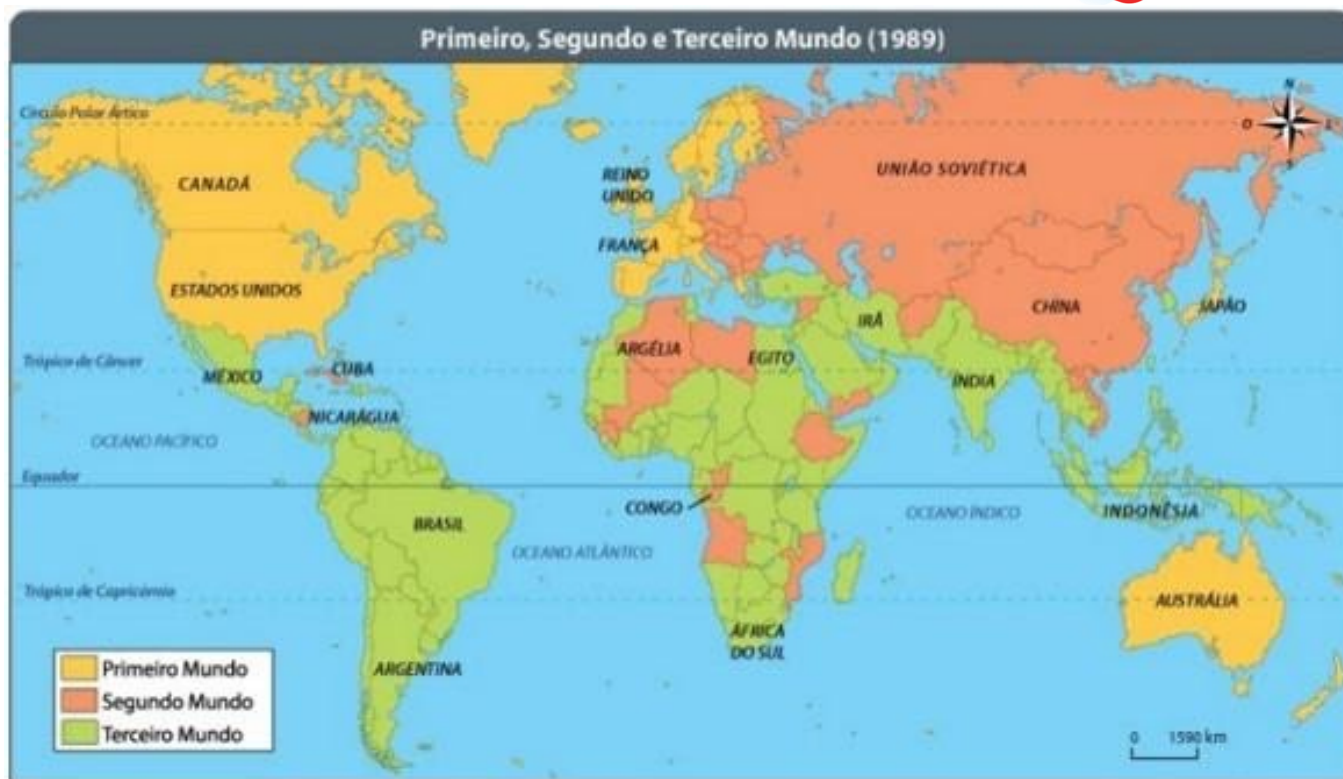 Primeiro, Segundo e Terceiro Mundo (1989)
N
O
L
S
Círculo Polar Ártico
CANADÁ
REINO
UNIDO
UNIÃO SOVIÉTICA
FRANÇA
ESTADOS UNIDOS
CHINA
JAPÃO
IRÃ
ARGÉLIA
EGITO
Trópico de Câncer
MÉXICO
CUBA
ÍNDIA
NICARÁGUA
OCEANO PACÍFICO
Equador
CONGO
OCEANO ÍNDICO
INDONÉSIA
BRASIL
OCEANO ATLÂNTICO
Trópico de Capricórnio
AUSTRÁLIA
ÁFRICA
DO SUL
ARGENTINA
Primeiro Mundo
Segundo Mundo
Terceiro Mundo
0 1590 km